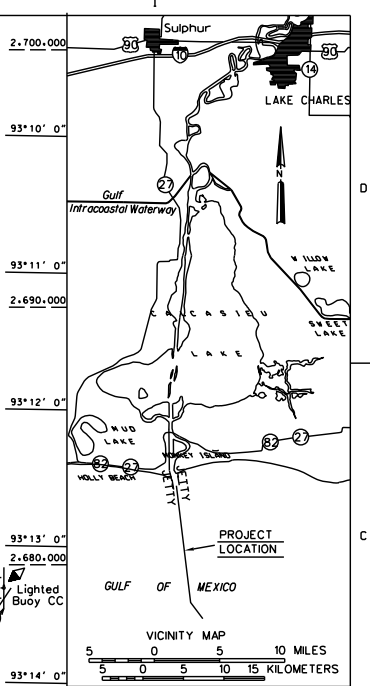 I
Sulphur
2.700.000
90
10
90
14
LAKE CHARLES
93°10' 0"
N
27
Gulf
Intracoastal Waterway
D
WILLOW
LAKE
93°11' 0"
2.690.000
CALCASIEU
SWEET
LAKE
LAKE
93°12' 0"
MUD
LAKE
82
27
MONKEY ISLAND
82
27
HOLLY BEACH
JETTY
JETTY
C
93°13' 0"
PROJECT
LOCATION
2.680.000
Lighted
Buoy CC
GULF OF MEXICO
VICINITY MAP
5 0 5 10 MILES
5 0 5 10 15 KILOMETERS
93°14' 0"